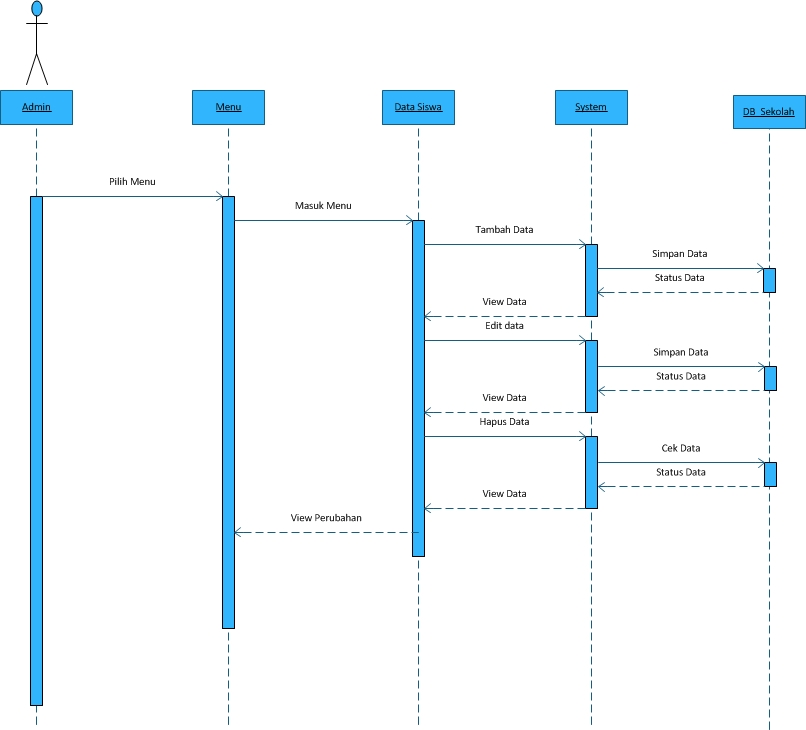 Admin
Menu
Data Siswa
System
DB_Sekolah
Pilih Menu
Masuk Menu
Tambah Data
Simpan Data
Status Data
View Data
Edit data
Simpan Data
Status Data
View Data
Hapus Data
Cek Data
Status Data
View Data
View Perubahan